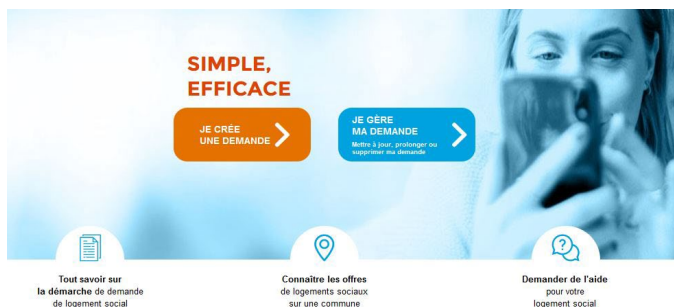 SIMPLE,
EFFICACE
JE CRÉE
UNE DEMANDE
JE GÈRE
MA DEMANDE
Mettre à jour, prolonger ou
supprimer ma demande
Tout savoir sur
la démarche de demande
de logement social
Connaître les offres
de logements sociaux
sur une commune
Demander de l'aide
pour votre
logement social